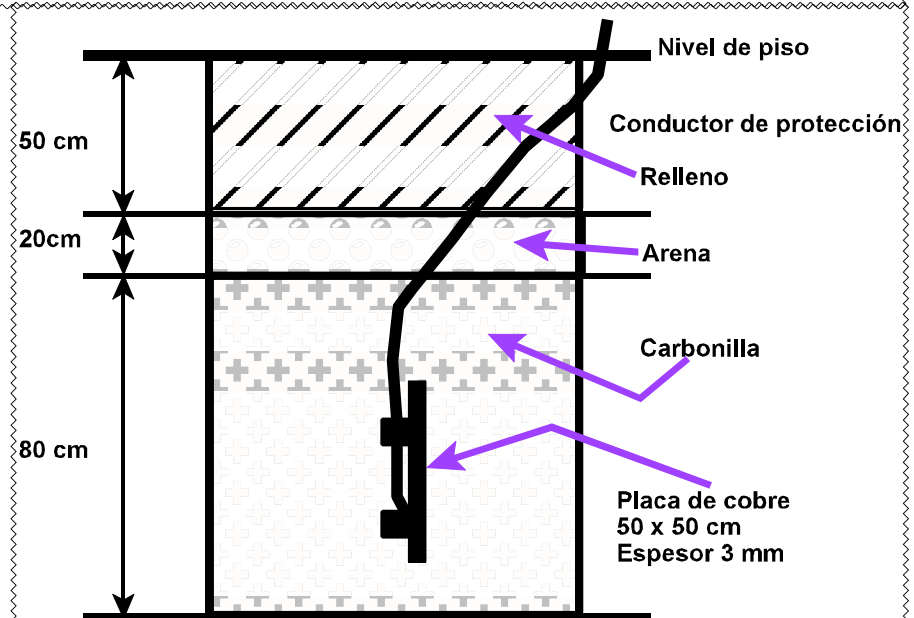 Nivel de piso
50 cm
Conductor de protección
Relleno
20cm
Arena
Carbonilla
80 cm
Placa de cobre
50 x 50 cm
Espesor 3 mm